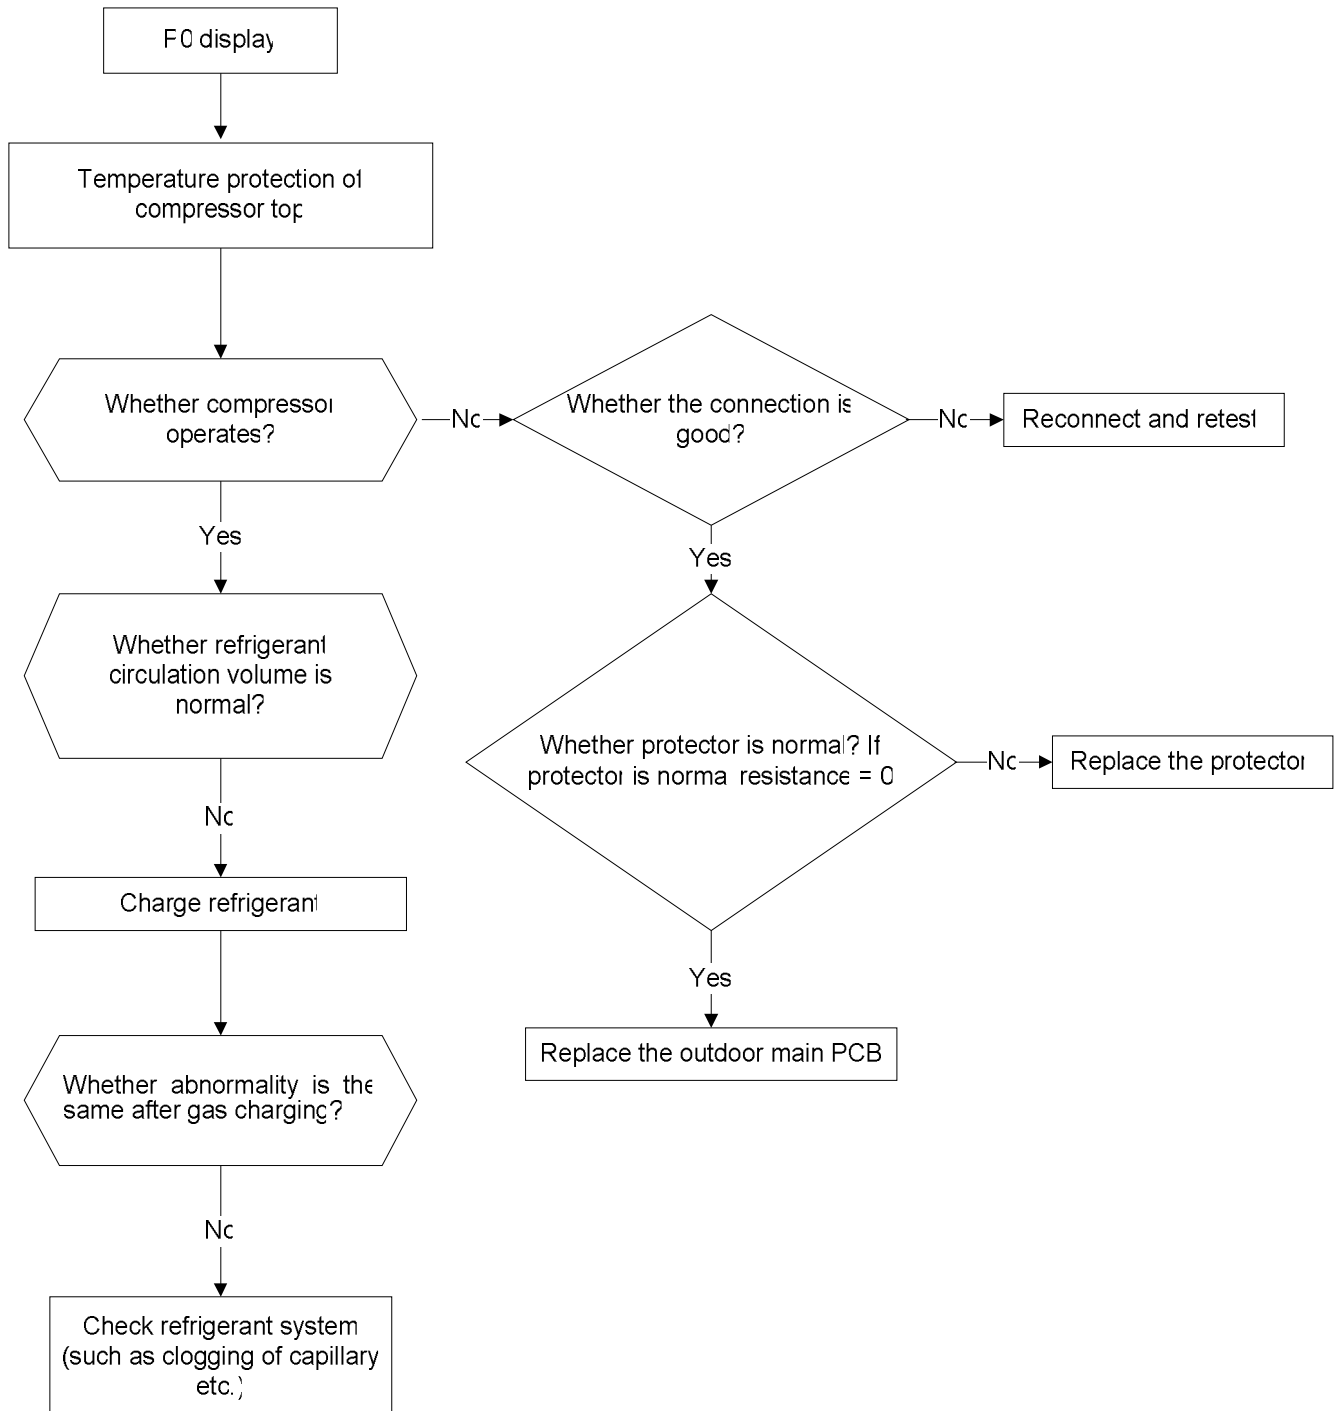 F0 display
Temperature protection of
compressor top
Whether compressor
operates?
No
Whether the connection is
good?
No
Reconnect and retest
Yes
Yes
Whether refrigerant
circulation volume is
normal?
Whether protector is normal? If
protector is normal resistance = 0
No
Replace the protector
No
Charge refrigerant
Yes
Replace the outdoor main PCB
Whether abnormality is the
same after gas charging?
No
Check refrigerant system
(such as clogging of capillary
etc.)